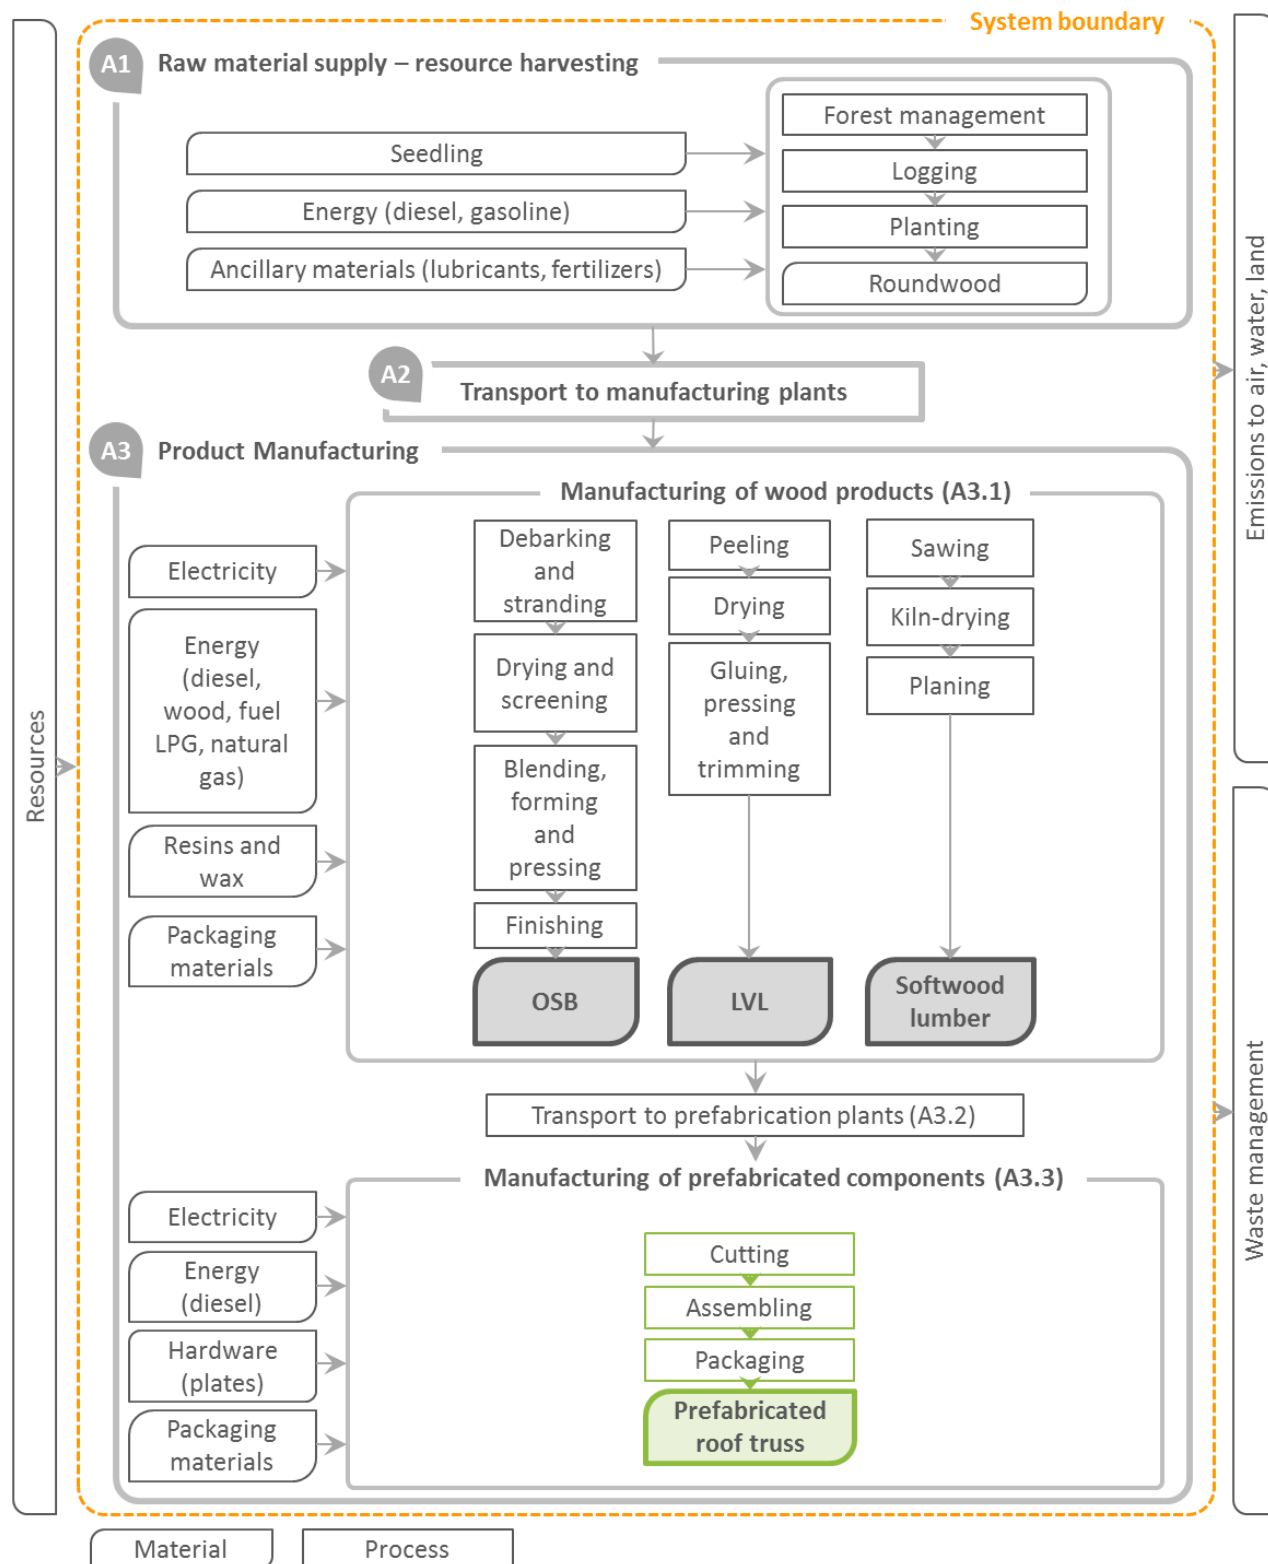 System boundary
A1
Raw material supply – resource harvesting
Forest management
Seedling
Logging
Energy (diesel, gasoline)
Planting
Ancillary materials (lubricants, fertilizers)
Roundwood
A2
Transport to manufacturing plants
A3
Product Manufacturing
Manufacturing of wood products (A3.1)
Electricity
Energy
(diesel,
wood, fuel
LPG, natural
gas)
Resins and
wax
Packaging
materials
Debarking
and
stranding
Drying and
screening
Blending,
forming
and
pressing
Finishing
OSB
Peeling
Drying
Gluing,
pressing
and
trimming
LVL
Sawing
Kiln-drying
Planing
Softwood
lumber
Transport to prefabrication plants (A3.2)
Manufacturing of prefabricated components (A3.3)
Electricity
Energy
(diesel)
Hardware
(plates)
Packaging
materials
Cutting
Assembling
Packaging
Prefabricated
roof truss
Resources
Emissions to air, water, land
Waste management
Material
Process